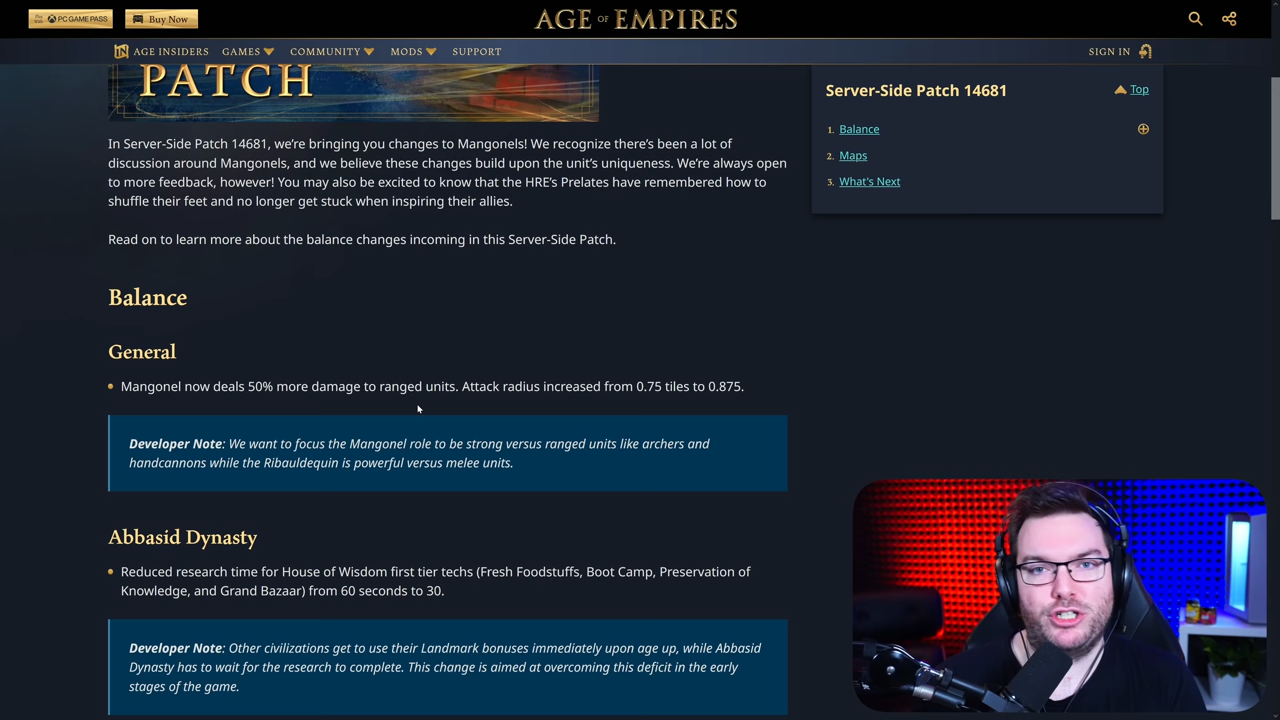 PC GAME PASS
Buy Now
AGE OF EMPIRES
AGE INSIDERS
GAMES
COMMUNITY
MODS
SUPPORT
SIGN IN
PATCH
In Server-Side Patch 14681, we're bringing you changes to Mangonels! We recognize there's been a lot of
discussion around Mangonels, and we believe these changes build upon the unit's uniqueness. We're always open
to more feedback, however! You may also be excited to know that the HRE's Prelates have remembered how to
shuffle their feet and no longer get stuck when inspiring their allies.
Read on to learn more about the balance changes incoming in this Server-Side Patch.
Balance
General
Mangonel now deals 50% more damage to ranged units. Attack radius increased from 0.75 tiles to 0.875.
Developer Note: We want to focus the Mangonel role to be strong versus ranged units like archers and
handcannons while the Ribauldequin is powerful versus melee units.
Abbasid Dynasty
Reduced research time for House of Wisdom first tier techs (Fresh Foodstuffs, Boot Camp, Preservation of
Knowledge, and Grand Bazaar) from 60 seconds to 30.
Developer Note: Other civilizations get to use their Landmark bonuses immediately upon age up, while Abbasid
Dynasty has to wait for the research to complete. This change is aimed at overcoming this deficit in the early
stages of the game.
Server-Side Patch 14681
Top
1. Balance
2. Maps
3. What's Next